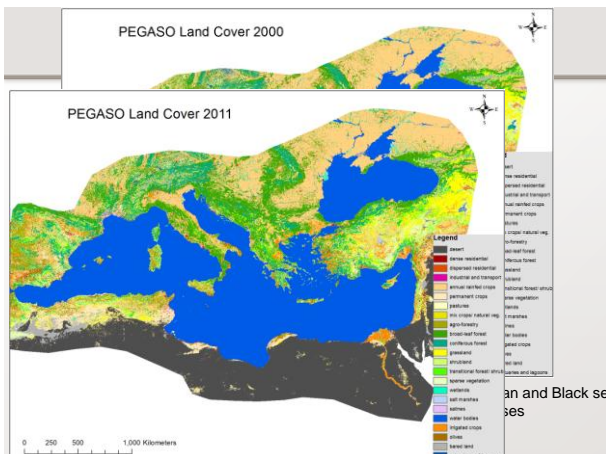 PEGASO Land Cover 2000
N
PEGASO Land Cover 2011
N
W E
S
Legend
desert
dense residential
dispersed residential
industrial and transport
annual rainfed crops
permanent crops
pastures
mix crops/ natural veg.
agro-forestry
broad-leaf forest
coniferous forest
grassland
shrubland
transitional forest/ shrub
sparse vegetation
wetlands
salt marshes
salines
water bodies
irrigated crops
olives
bared land
and lagoons
an and Black se
ses
0 250 500 1,000 Kilometers